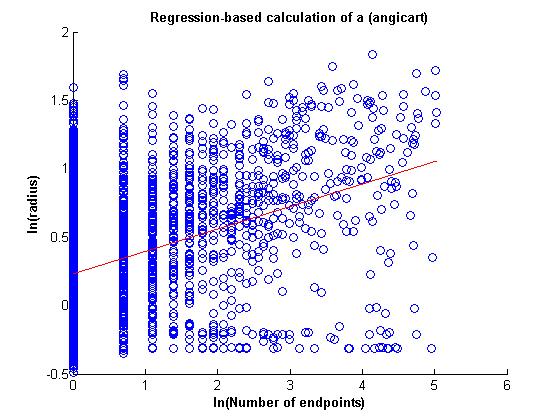 Regression-based calculation of a (angicart)
2
1.5
1
0.5
0
-0.5
ln(radius)
0 1 2 3 4 5 6
ln(Number of endpoints)